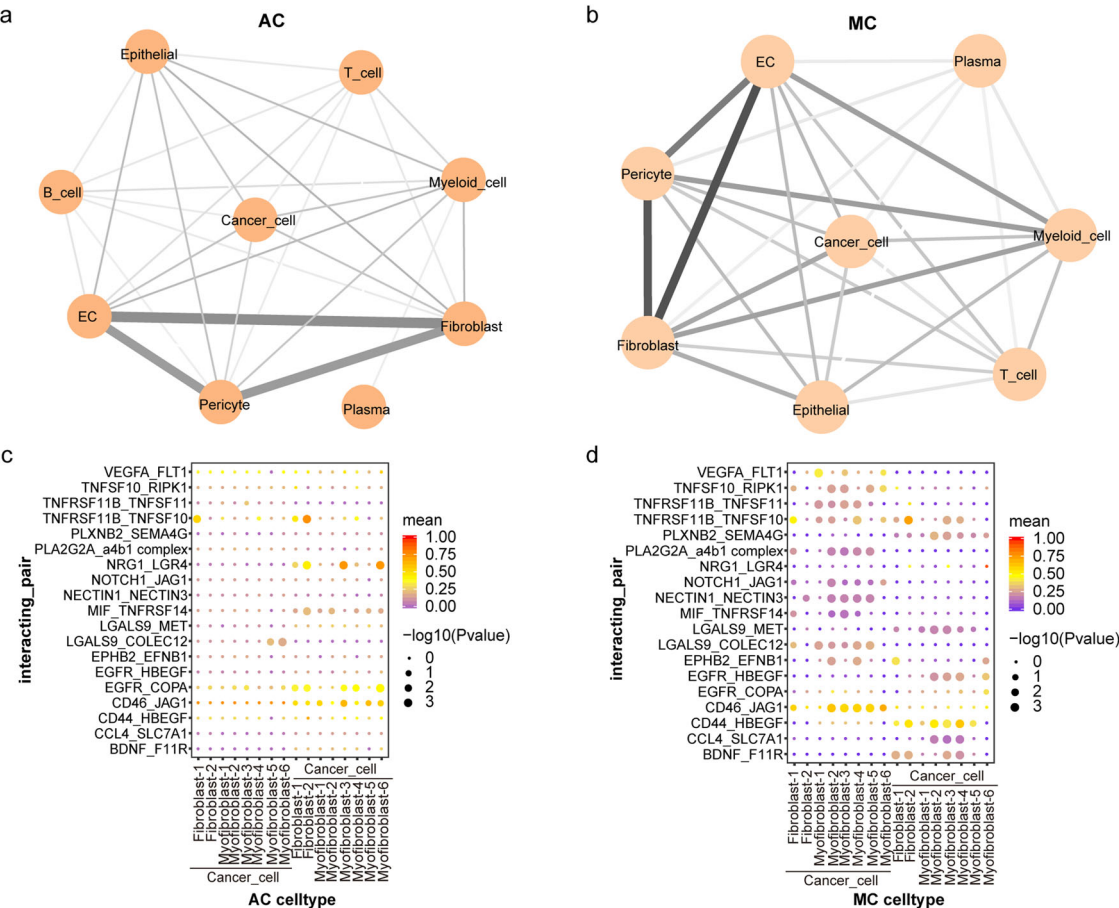 a
AC
Epithelial
T_cell
B_cell
Myeloid_cell
Cancer_cell
EC
Fibroblast
Pericyte
Plasma
b
MC
EC
Plasma
Pericyte
Myeloid_cell
Cancer_cell
Fibroblast
T_cell
Epithelial
c
interacting_pair
VEGFA_FLT1
TNFSF10_RIPK1
TNFRSF11B_TNFSF11
TNFRSF11B_TNFSF10
PLXNB2_SEMA4G
PLA2G2A_a4b1 complex
NRG1_LGR4
NOTCH1_JAG1
NECTIN1_NECTIN3
MIF_TNFRSF14
LGALS9_MET
LGALS9_COLEC12
EPHB2_EFNB1
EGFR_HBEGF
EGFR_COPA
CD46_JAG1
CD44_HBEGF
CCL4_SLC7A1
BDNF_F11R
mean
1.00
0.75
0.50
0.25
0.00
−log10(Pvalue)
0
1
2
3
Cancer_cell
Fibroblast-1
Fibroblast-2
Myofibroblast-1
Myofibroblast-2
Myofibroblast-3
Myofibroblast-4
Myofibroblast-5
Myofibroblast-6
Fibroblast-1
Fibroblast-2
Myofibroblast-1
Myofibroblast-2
Myofibroblast-3
Myofibroblast-4
Myofibroblast-5
Myofibroblast-6
Cancer_cell
AC celltype
d
interacting_pair
VEGFA_FLT1
TNFSF10_RIPK1
TNFRSF11B_TNFSF11
TNFRSF11B_TNFSF10
PLXNB2_SEMA4G
PLA2G2A_a4b1 complex
NRG1_LGR4
NOTCH1_JAG1
NECTIN1_NECTIN3
MIF_TNFRSF14
LGALS9_MET
LGALS9_COLEC12
EPHB2_EFNB1
EGFR_HBEGF
EGFR_COPA
CD46_JAG1
CD44_HBEGF
CCL4_SLC7A1
BDNF_F11R
mean
1.00
0.75
0.50
0.25
0.00
−log10(Pvalue)
0
1
2
3
Cancer_cell
Fibroblast-1
Fibroblast-2
Myofibroblast-1
Myofibroblast-2
Myofibroblast-3
Myofibroblast-4
Myofibroblast-5
Myofibroblast-6
Fibroblast-1
Fibroblast-2
Myofibroblast-1
Myofibroblast-2
Myofibroblast-3
Myofibroblast-4
Myofibroblast-5
Myofibroblast-6
Cancer_cell
MC celltype